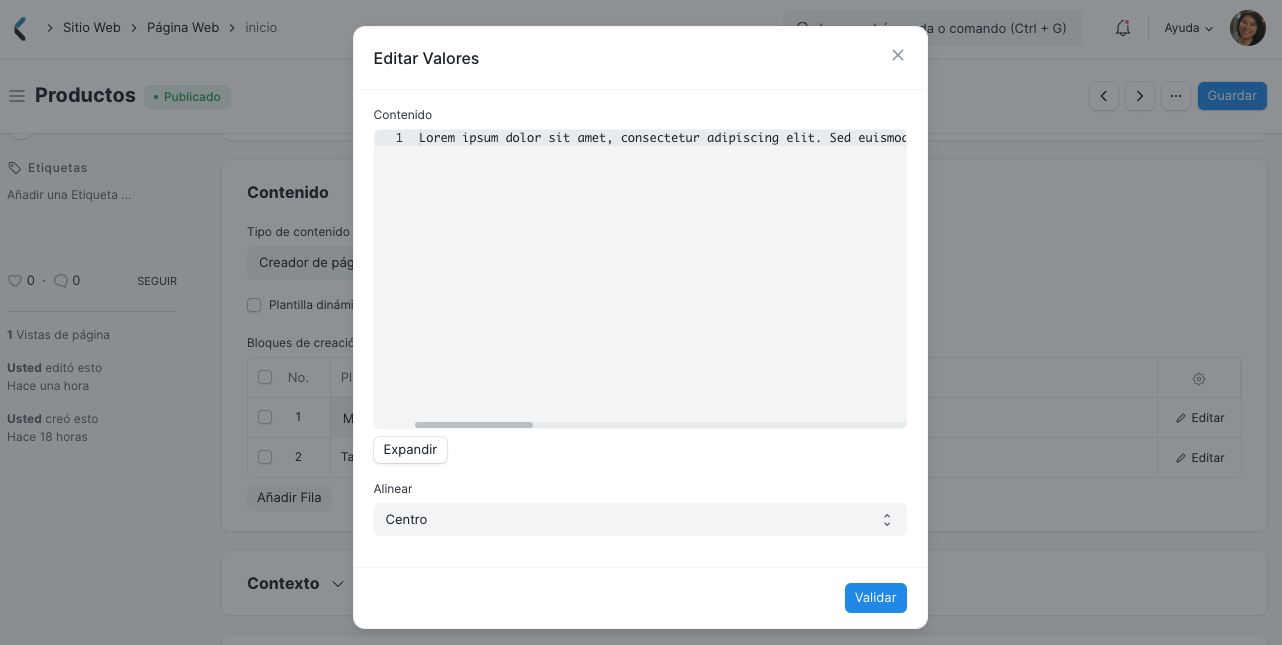 Sitio Web
Página Web
inicio
a o comando (Ctrl + G)
Ayuda
Productos
Publicado
Guardar
Etiquetas
Añadir una Etiqueta ...
0 · 0
SEGUIR
1 Vistas de página
Usted editó esto
Hace una hora
Usted creó esto
Hace 18 horas
Contenido
Tipo de contenido
Creador de pág
Plantilla dinámi
Bloques de creació
No.
1
Editar
2
Ta
Editar
Añadir Fila
Contexto
Editar Valores
Contenido
1 Lorem ipsum dolor sit amet, consectetur adipiscing elit. Sed euismod
Expandir
Alinear
Centro
Validar